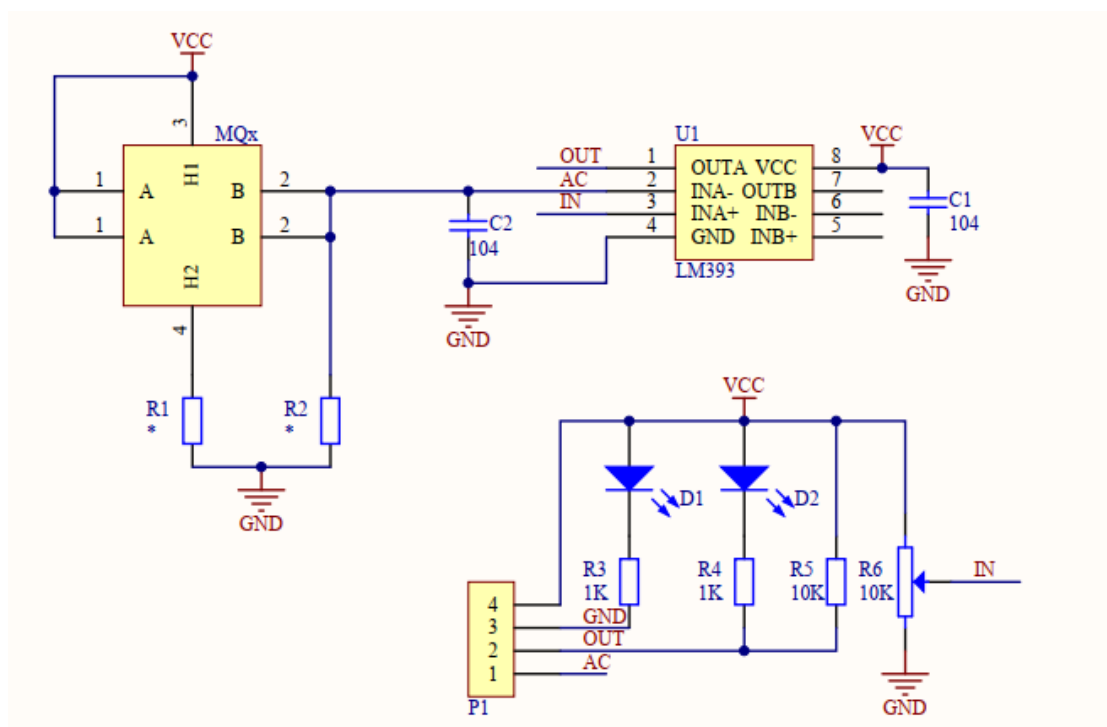 VCC
3
MQx
H1
1 A B 2
1 A B 2
H2
4
R1
*
R2
*
GND
C2
104
GND
U1
OUT 1 OUTA VCC 8
AC 2 INA- OUTB 7
IN 3 INA+ INB- 6
4 GND INB+ 5
LM393
VCC
C1
104
GND
VCC
D1
D2
R3
1K
R4
1K
R5
10K
R6
10K
IN
4
3 GND
2 OUT
1 AC
P1
GND